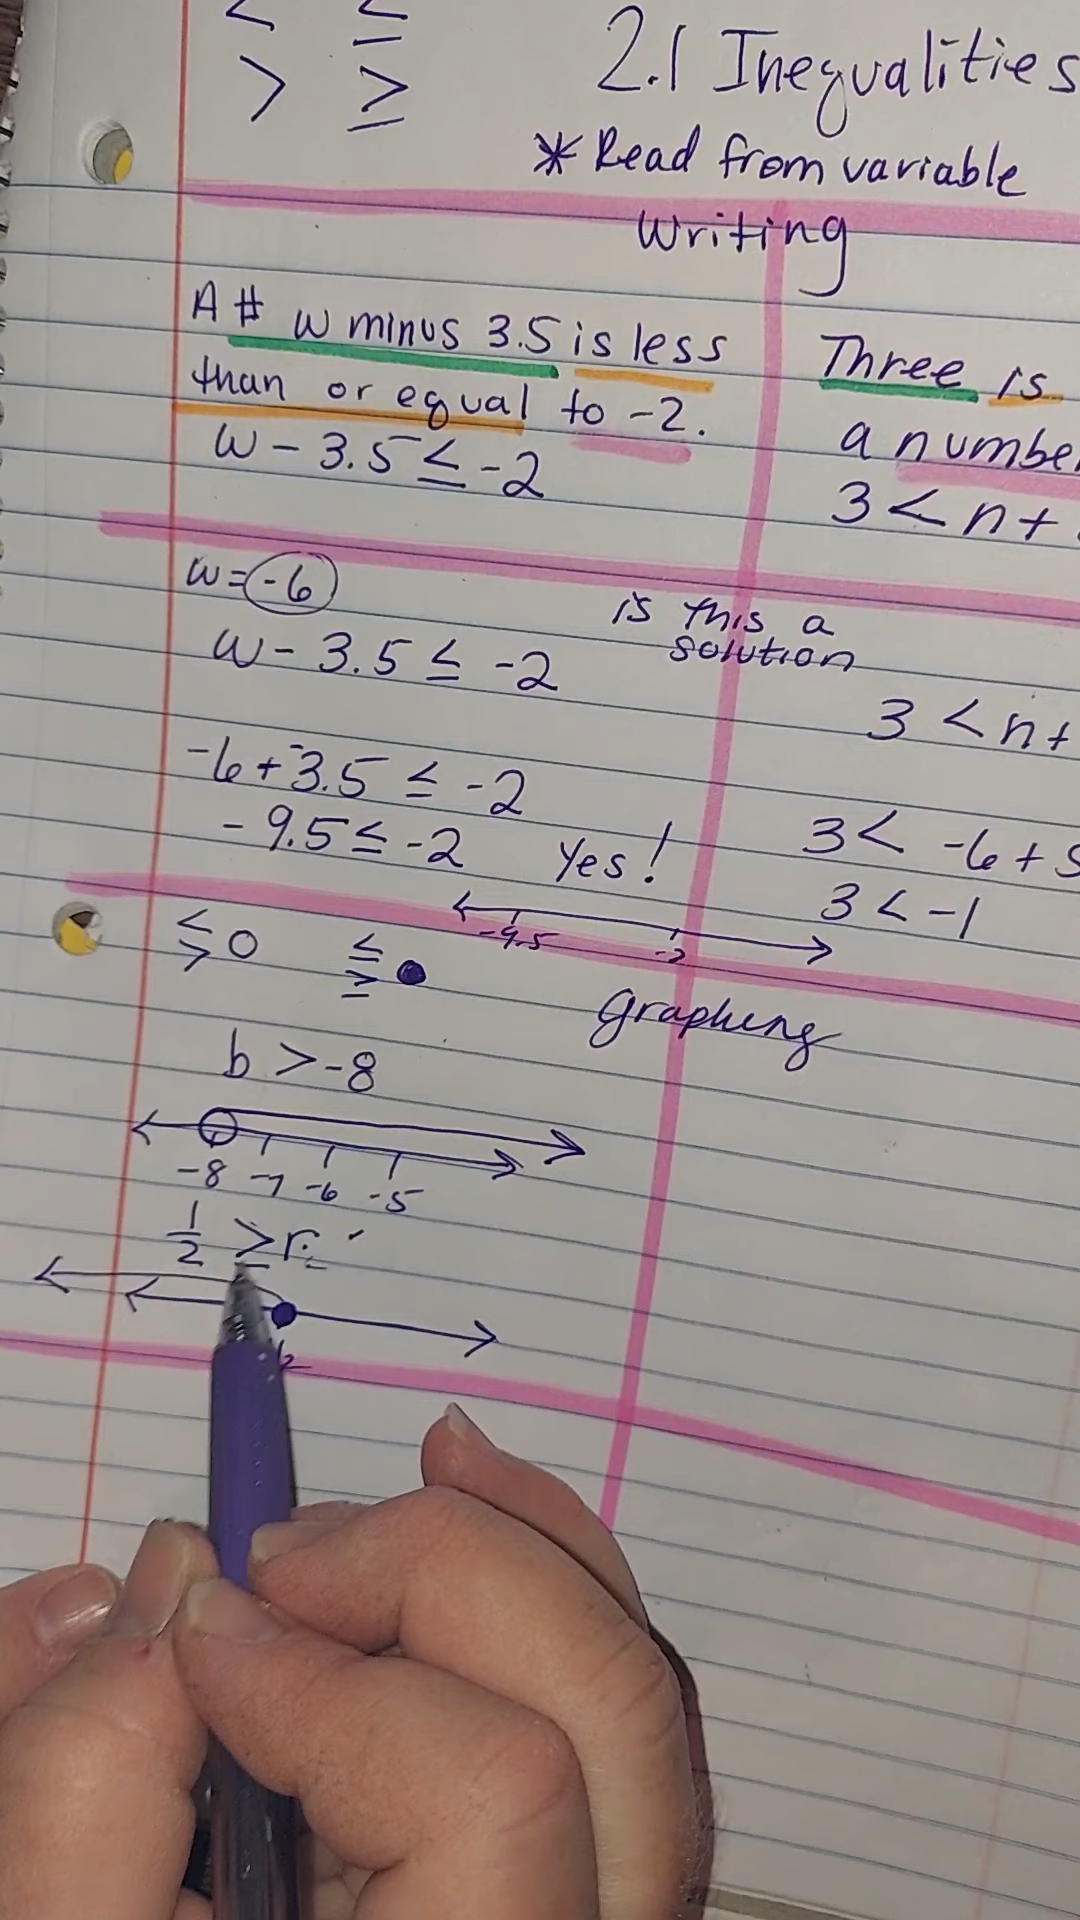 < ≤
> ≥
2.1 Inequalities
* Read from variable
Writing
A # w minus 3.5 is less
than or equal to -2.
w - 3.5 ≤ -2
Three is
a number
3 < n +
w = -6
is this a
solution
w - 3.5 ≤ -2
3 < n +
-6 + -3.5 ≤ -2
-9.5 ≤ -2 Yes!
3 < -6 + 5
3 < -1
-9.5 -2
< > ○ ≤ ≥ ●
Graphing
b > -8
-8 -7 -6 -5
1/2 ≥ r